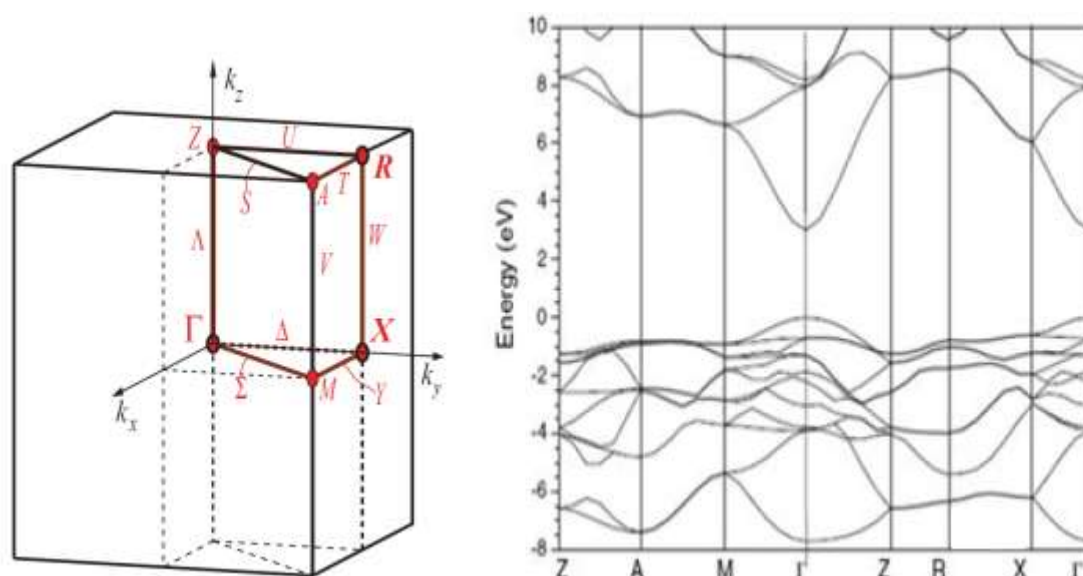 k_z
Z
U
R
S
A
T
Λ
V
W
Γ
Δ
X
Σ
M
Y
k_y
k_x
Energy (eV)
10
8
6
4
2
0
-2
-4
-6
-8
Z A M Γ Z R X Γ